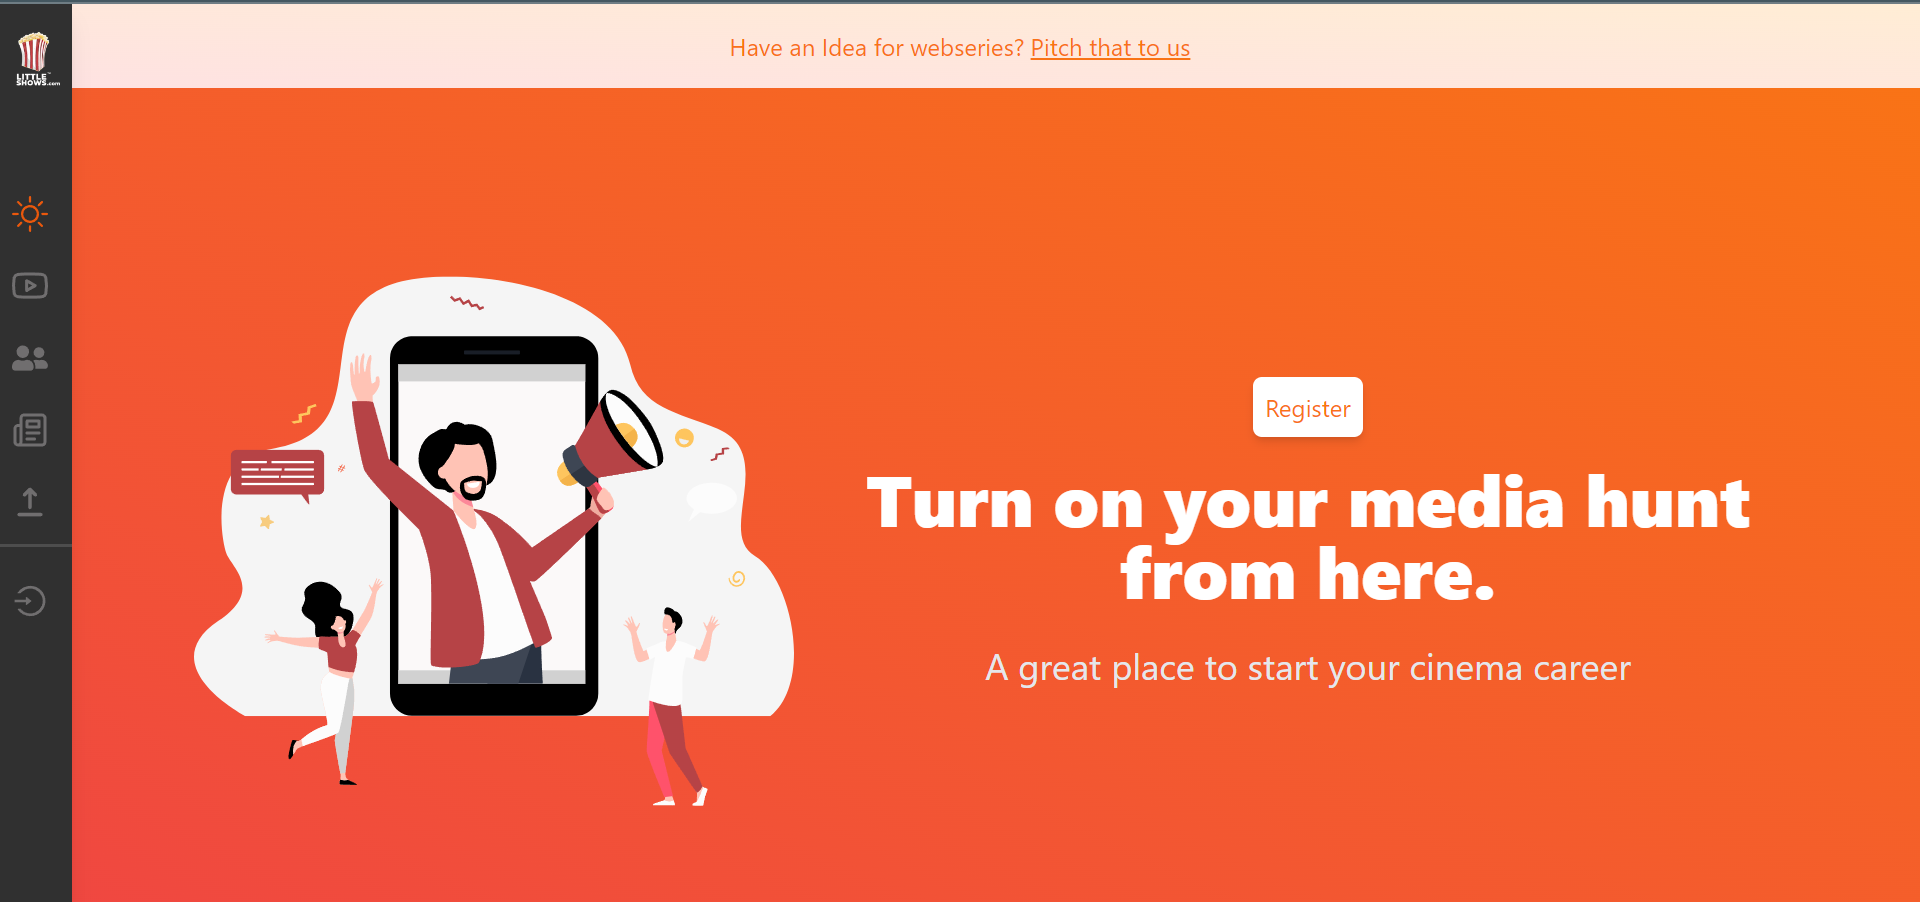 LITTLE
SHOWS.com
Have an Idea for webseries? Pitch that to us
Register
Turn on your media hunt
from here.
A great place to start your cinema career
#